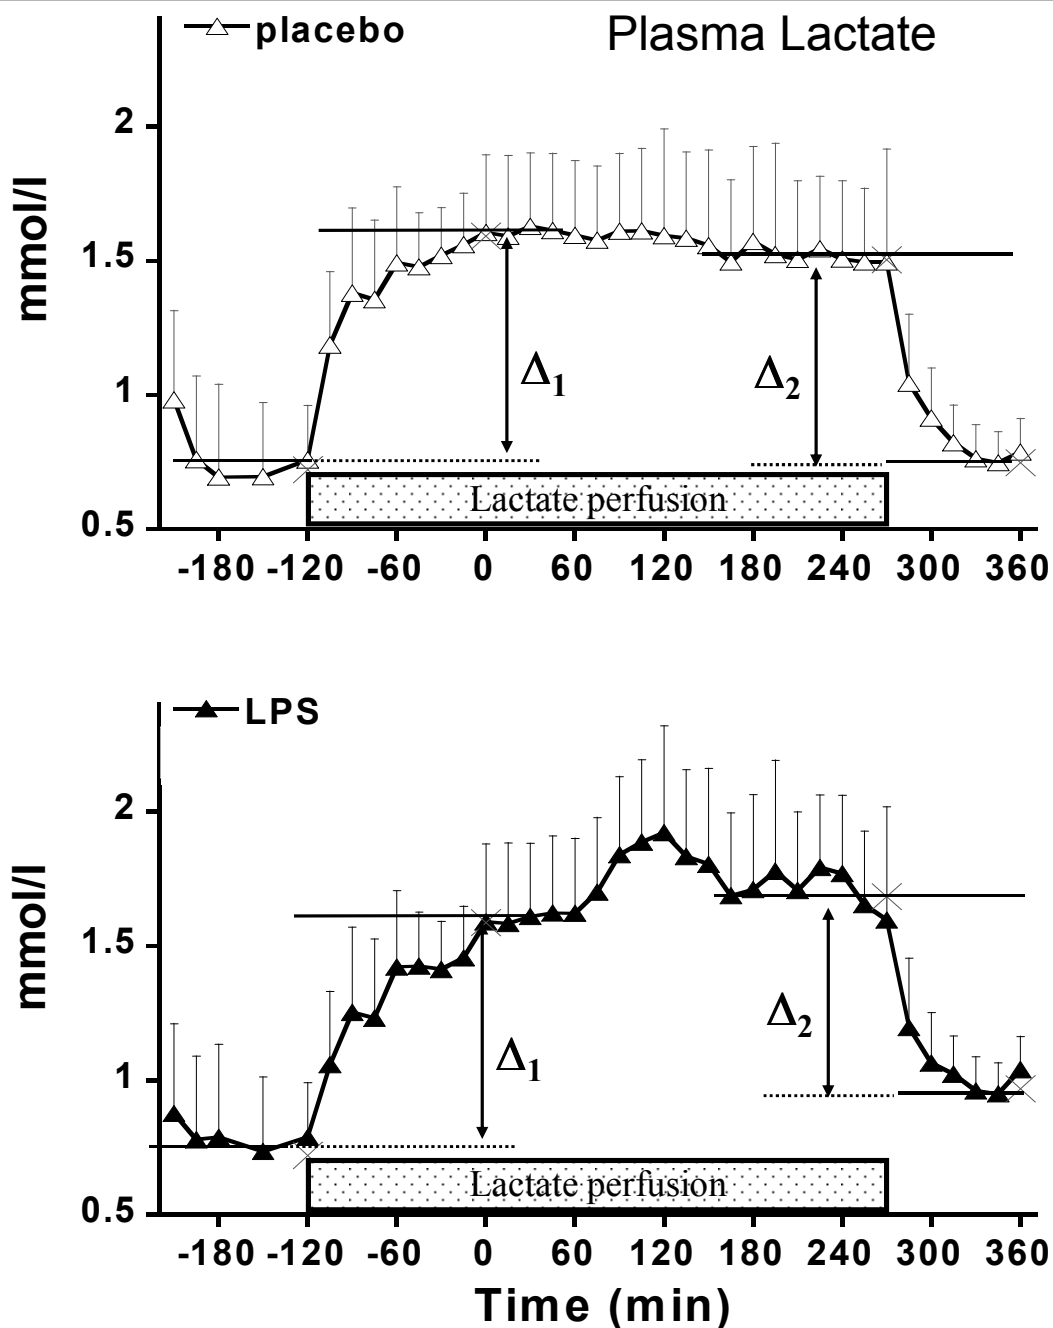 placebo
Plasma Lactate
mmol/l
2
1.5
1
0.5
Δ1
Δ2
Lactate perfusion
-180 -120 -60 0 60 120 180 240 300 360
LPS
mmol/l
2
1.5
1
0.5
Δ1
Δ2
Lactate perfusion
-180 -120 -60 0 60 120 180 240 300 360
Time (min)